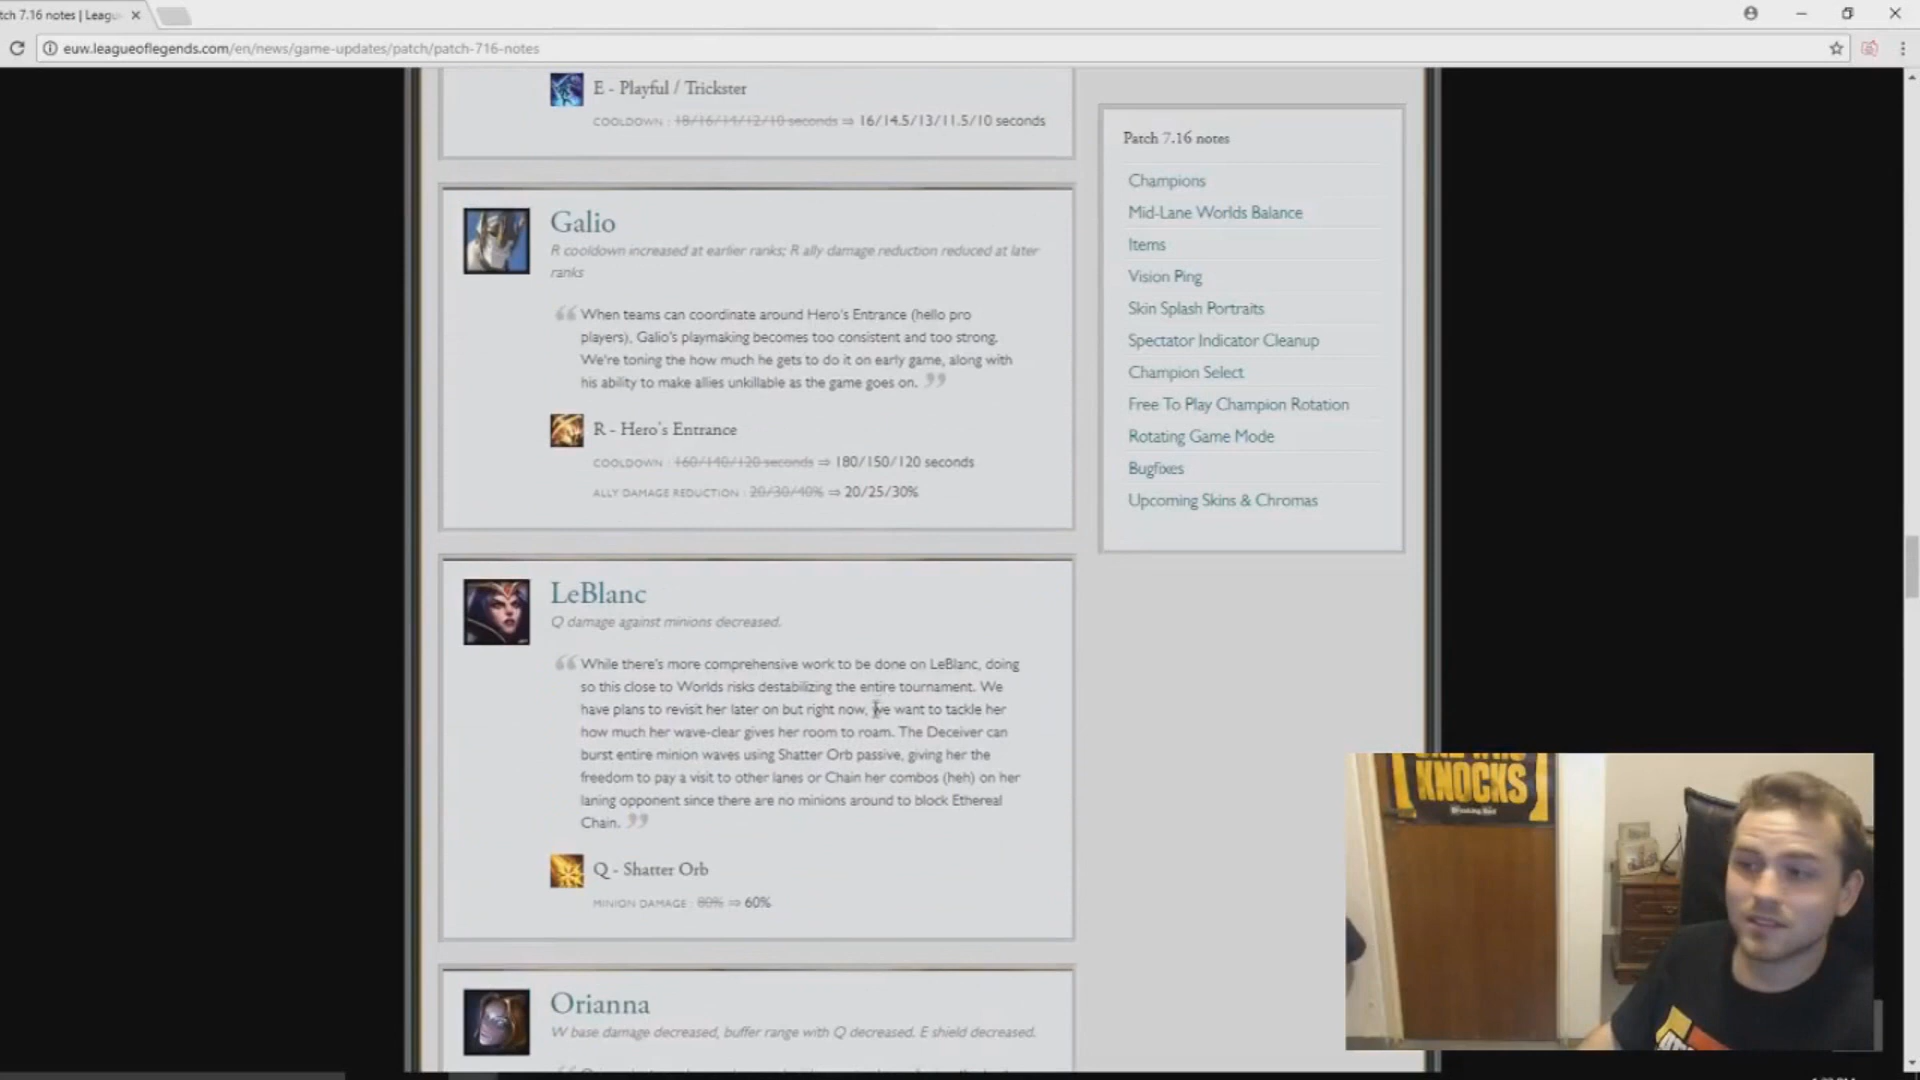 tch 7.16 notes | Leagu
euw.leagueoflegends.com/en/news/game-updates/patch/patch-716-notes
E - Playful / Trickster
COOLDOWN : 18/16/14/12/10 seconds ⇒ 16/14.5/13/11.5/10 seconds
Galio
R cooldown increased at earlier ranks; R ally damage reduction reduced at later
ranks
“ When teams can coordinate around Hero's Entrance (hello pro
players), Galio's playmaking becomes too consistent and too strong.
We're toning the how much he gets to do it on early game, along with
his ability to make allies unkillable as the game goes on. ”
R - Hero's Entrance
COOLDOWN : 160/140/120 seconds ⇒ 180/150/120 seconds
ALLY DAMAGE REDUCTION : 20/30/40% ⇒ 20/25/30%
LeBlanc
Q damage against minions decreased.
“ While there's more comprehensive work to be done on LeBlanc, doing
so this close to Worlds risks destabilizing the entire tournament. We
have plans to revisit her later on but right now, we want to tackle her
how much her wave-clear gives her room to roam. The Deceiver can
burst entire minion waves using Shatter Orb passive, giving her the
freedom to pay a visit to other lanes or Chain her combos (heh) on her
laning opponent since there are no minions around to block Ethereal
Chain. ”
Q - Shatter Orb
MINION DAMAGE : 80% ⇒ 60%
Orianna
W base damage decreased, buffer range with Q decreased. E shield decreased.
Patch 7.16 notes
Champions
Mid-Lane Worlds Balance
Items
Vision Ping
Skin Splash Portraits
Spectator Indicator Cleanup
Champion Select
Free To Play Champion Rotation
Rotating Game Mode
Bugfixes
Upcoming Skins & Chromas
KNOCKS